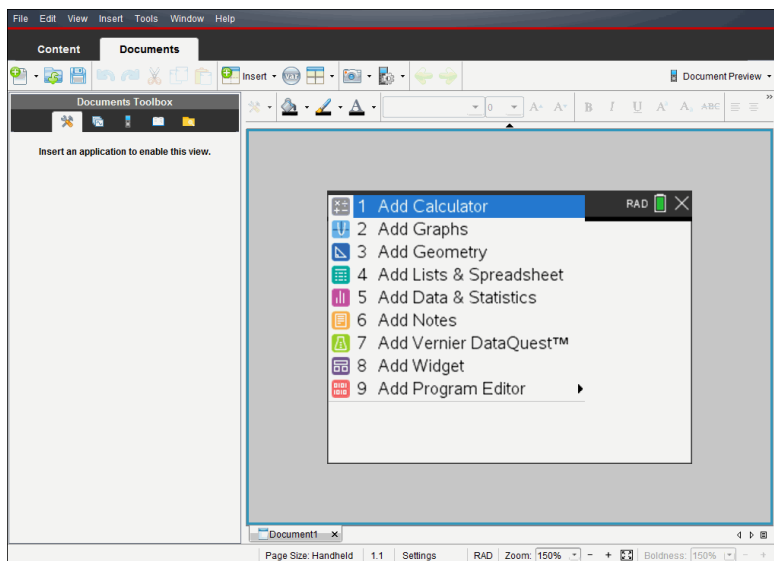 File Edit View Insert Tools Window Help
Content Documents
Insert Document Preview
Documents Toolbox
0 A+ A+ B I U A A ABC
Insert an application to enable this view.
1 Add Calculator RAD
2 Add Graphs
3 Add Geometry
4 Add Lists & Spreadsheet
5 Add Data & Statistics
6 Add Notes
7 Add Vernier DataQuest™
8 Add Widget
9 Add Program Editor
Document1
Page Size: Handheld 1.1 Settings RAD Zoom: 150% - + Boldness: 150% - +